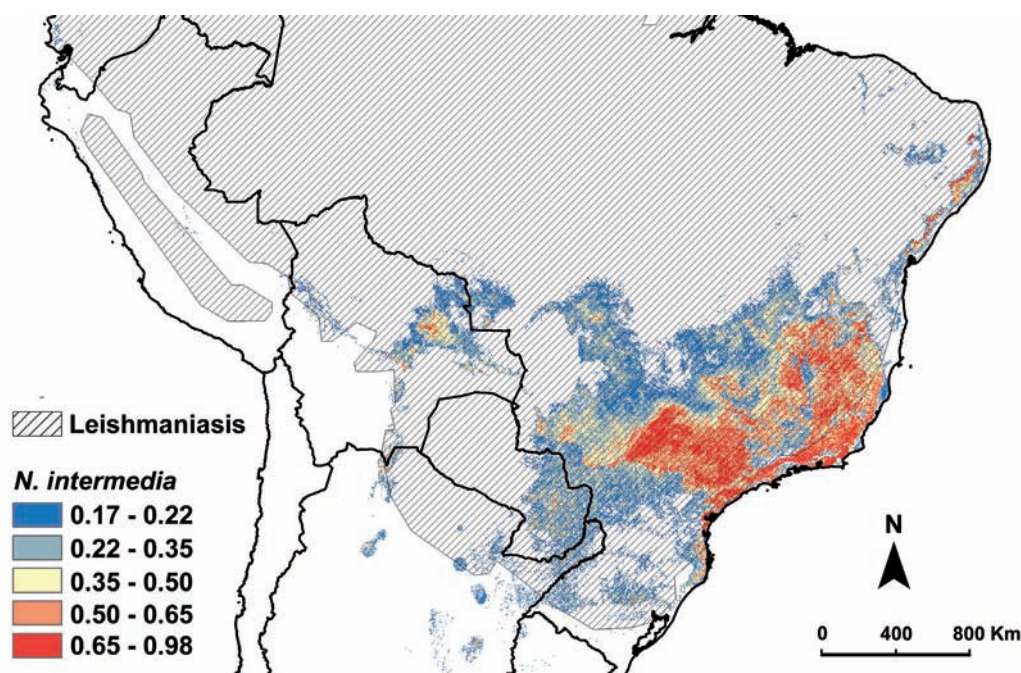 Leishmaniasis
N. intermedia
0.17 - 0.22
0.22 - 0.35
0.35 - 0.50
0.50 - 0.65
0.65 - 0.98
N
0 400 800 Km